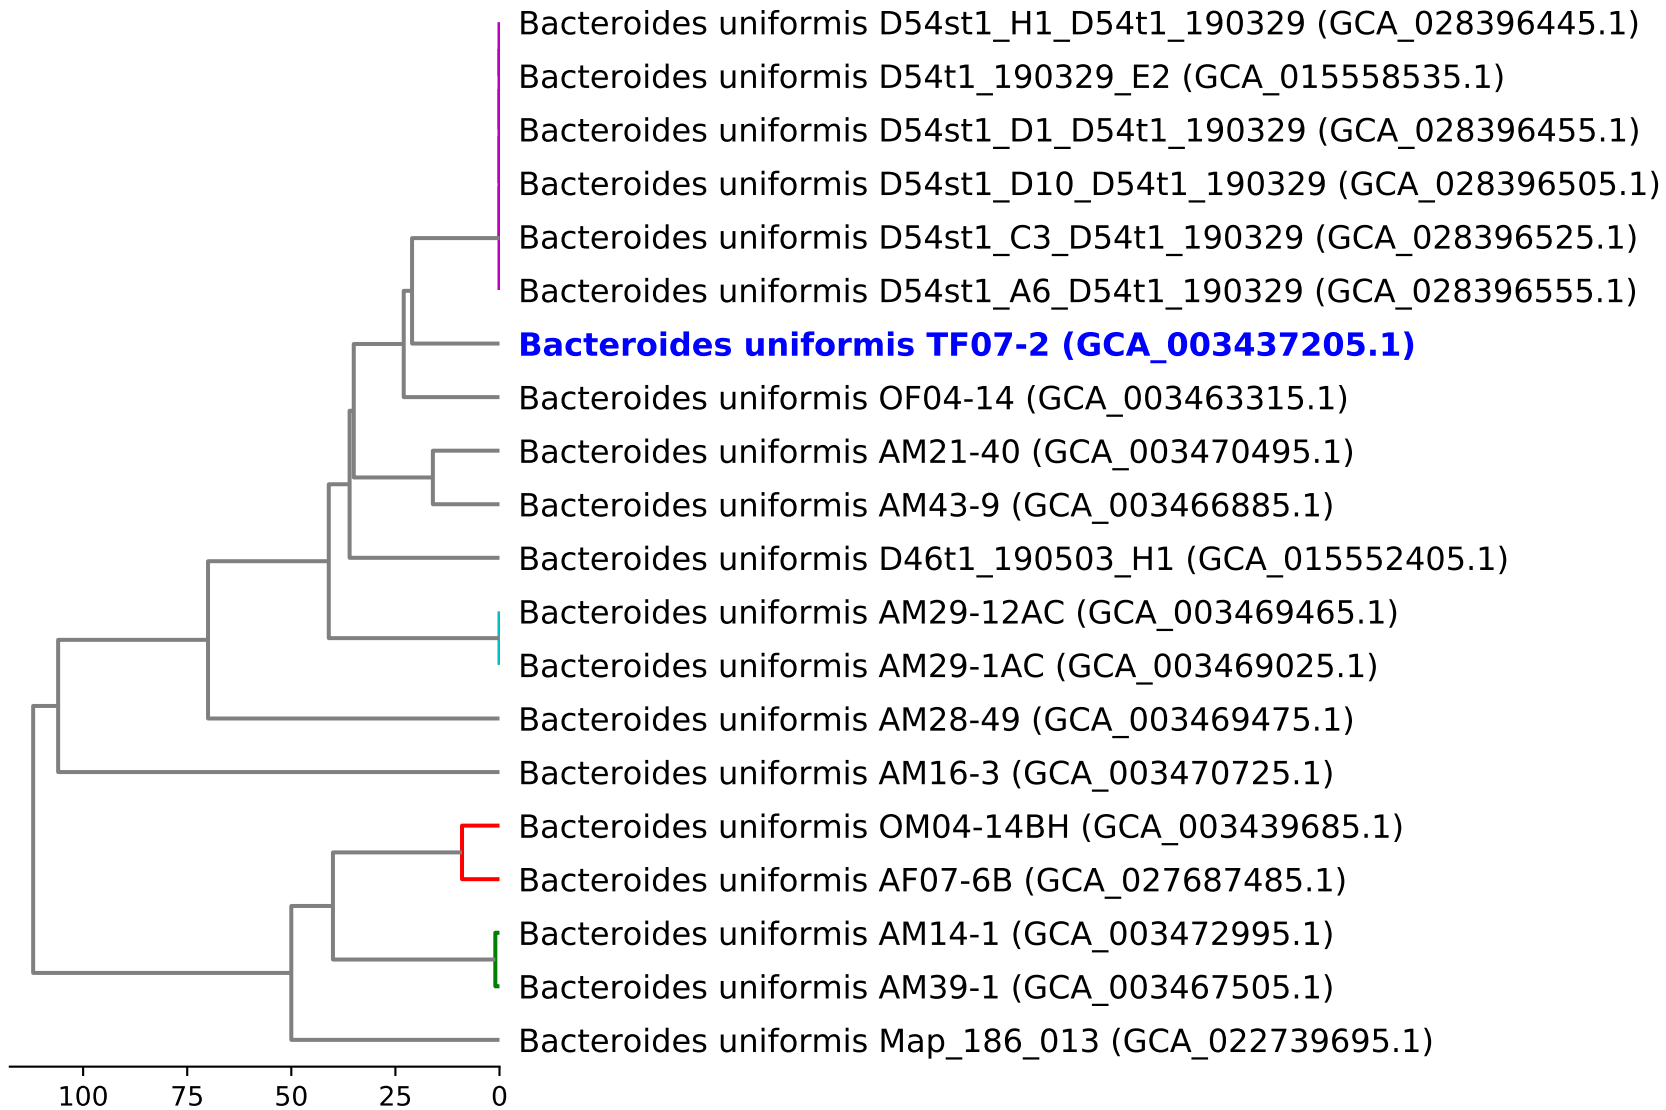 Bacteroides uniformis D54st1_H1_D54t1_190329 (GCA_028396445.1)
Bacteroides uniformis D54t1_190329_E2 (GCA_015558535.1)
Bacteroides uniformis D54st1_D1_D54t1_190329 (GCA_028396455.1)
Bacteroides uniformis D54st1_D10_D54t1_190329 (GCA_028396505.1)
Bacteroides uniformis D54st1_C3_D54t1_190329 (GCA_028396525.1)
Bacteroides uniformis D54st1_A6_D54t1_190329 (GCA_028396555.1)
Bacteroides uniformis TF07-2 (GCA_003437205.1)
Bacteroides uniformis OF04-14 (GCA_003463315.1)
Bacteroides uniformis AM21-40 (GCA_003470495.1)
Bacteroides uniformis AM43-9 (GCA_003466885.1)
Bacteroides uniformis D46t1_190503_H1 (GCA_015552405.1)
Bacteroides uniformis AM29-12AC (GCA_003469465.1)
Bacteroides uniformis AM29-1AC (GCA_003469025.1)
Bacteroides uniformis AM28-49 (GCA_003469475.1)
Bacteroides uniformis AM16-3 (GCA_003470725.1)
Bacteroides uniformis OM04-14BH (GCA_003439685.1)
Bacteroides uniformis AF07-6B (GCA_027687485.1)
Bacteroides uniformis AM14-1 (GCA_003472995.1)
Bacteroides uniformis AM39-1 (GCA_003467505.1)
Bacteroides uniformis Map_186_013 (GCA_022739695.1)
100 75 50 25 0